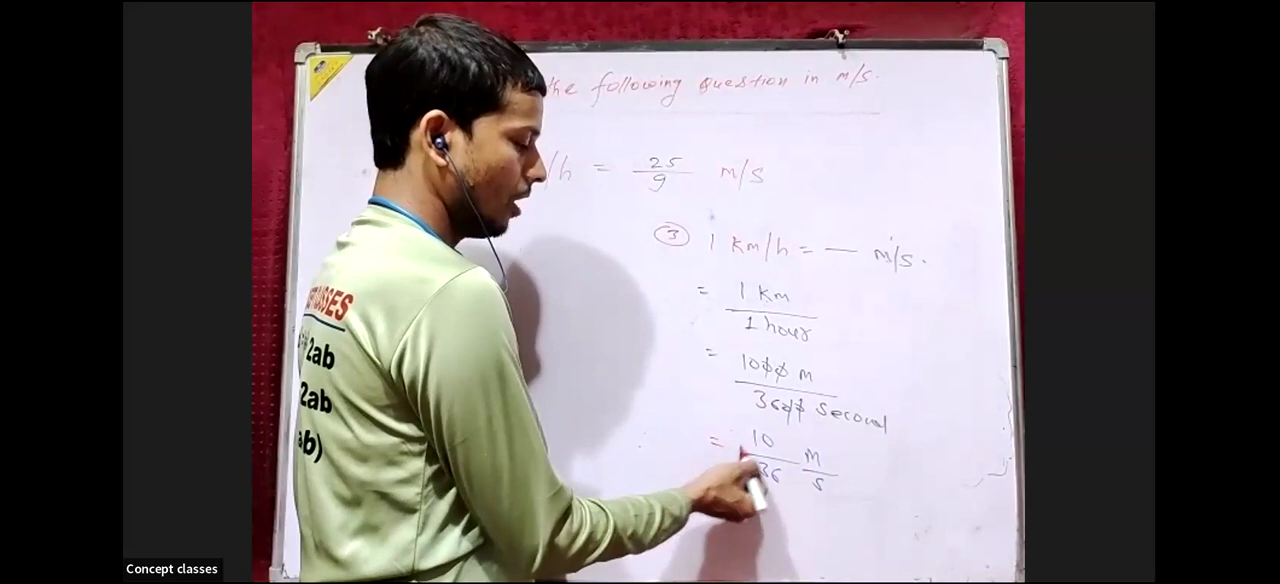 the following question in m/s.
/h = 25/9 m/s
③ 1 Km/h = — m/s.
= 1 Km
1 hour
= 1000 m
3600 Second
= 10 m
36 s
ASSES
2ab
2ab
ab)
Concept classes